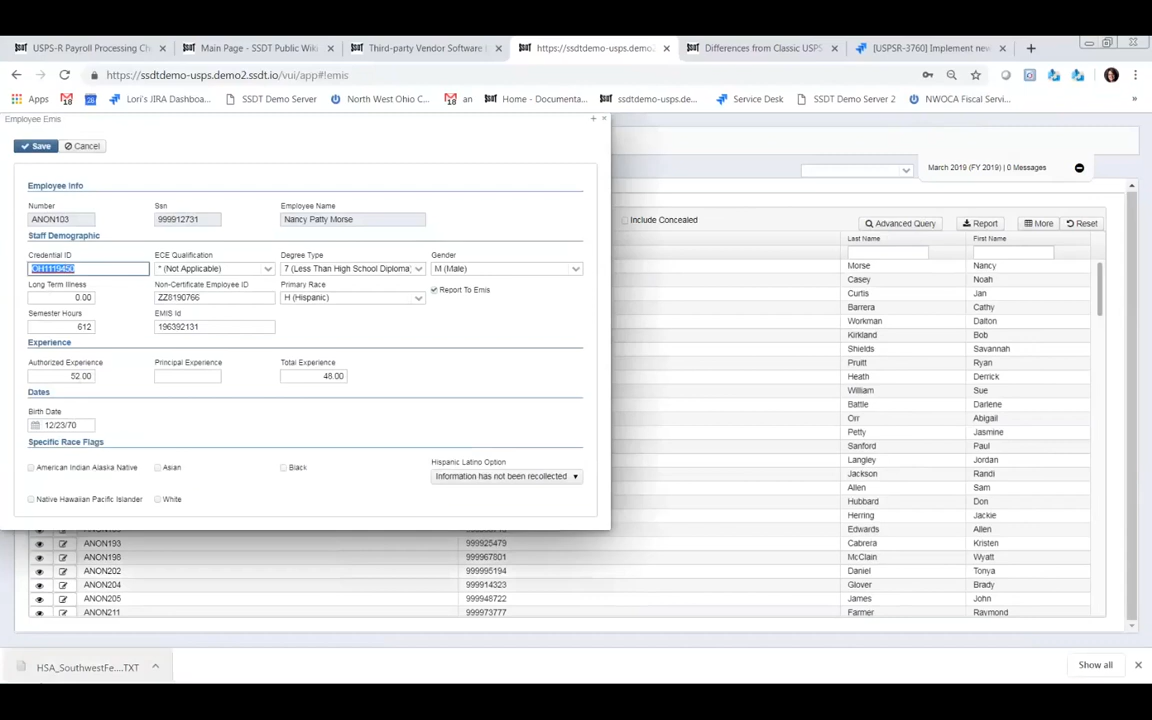 USPS-R Payroll Processing Ch
Main Page - SSDT Public Wiki
Third-party Vendor Software I
https://ssdtdemo-usps.demo2.
Differences from Classic USPS
[USPSR-3760] Implement new
https://ssdtdemo-usps.demo2.ssdt.io/vui/app#!emis
Apps
Lori's JIRA Dashboa...
SSDT Demo Server
North West Ohio C...
an
Home - Documenta...
ssdtdemo-usps.de...
Service Desk
SSDT Demo Server 2
NWOCA Fiscal Servi...
Employee Emis
Save
Cancel
March 2019 (FY 2019) | 0 Messages
Employee Info
Number
Ssn
Employee Name
ANON103
999912731
Nancy Patty Morse
Include Concealed
Advanced Query
Report
More
Reset
Staff Demographic
Last Name
First Name
Credential ID
ECE Qualification
Degree Type
Gender
OH1119450
* (Not Applicable)
7 (Less Than High School Diploma)
M (Male)
Long Term Illness
Non-Certificate Employee ID
Primary Race
Report To Emis
0.00
ZZ8190766
H (Hispanic)
Semester Hours
EMIS Id
612
196392131
Experience
Authorized Experience
Principal Experience
Total Experience
52.00
48.00
Dates
Birth Date
12/23/70
Specific Race Flags
American Indian Alaska Native
Asian
Black
Hispanic Latino Option
Information has not been recollected
Native Hawaiian Pacific Islander
White
Morse Nancy
Casey Noah
Curtis Jan
Barrera Cathy
Workman Dalton
Kirkland Bob
Shields Savannah
Pruitt Ryan
Heath Derrick
William Sue
Battle Darlene
Orr Abigail
Petty Jasmine
Sanford Paul
Langley Jordan
Jackson Randi
Allen Sam
Hubbard Don
Herring Jackie
Edwards Allen
ANON193 999925479 Cabrera Kristen
ANON198 999967801 McClain Wyatt
ANON202 999995194 Daniel Tonya
ANON204 999914323 Glover Brady
ANON205 999948722 James John
ANON211 999973777 Farmer Raymond
HSA_SouthwestFe....TXT
Show all